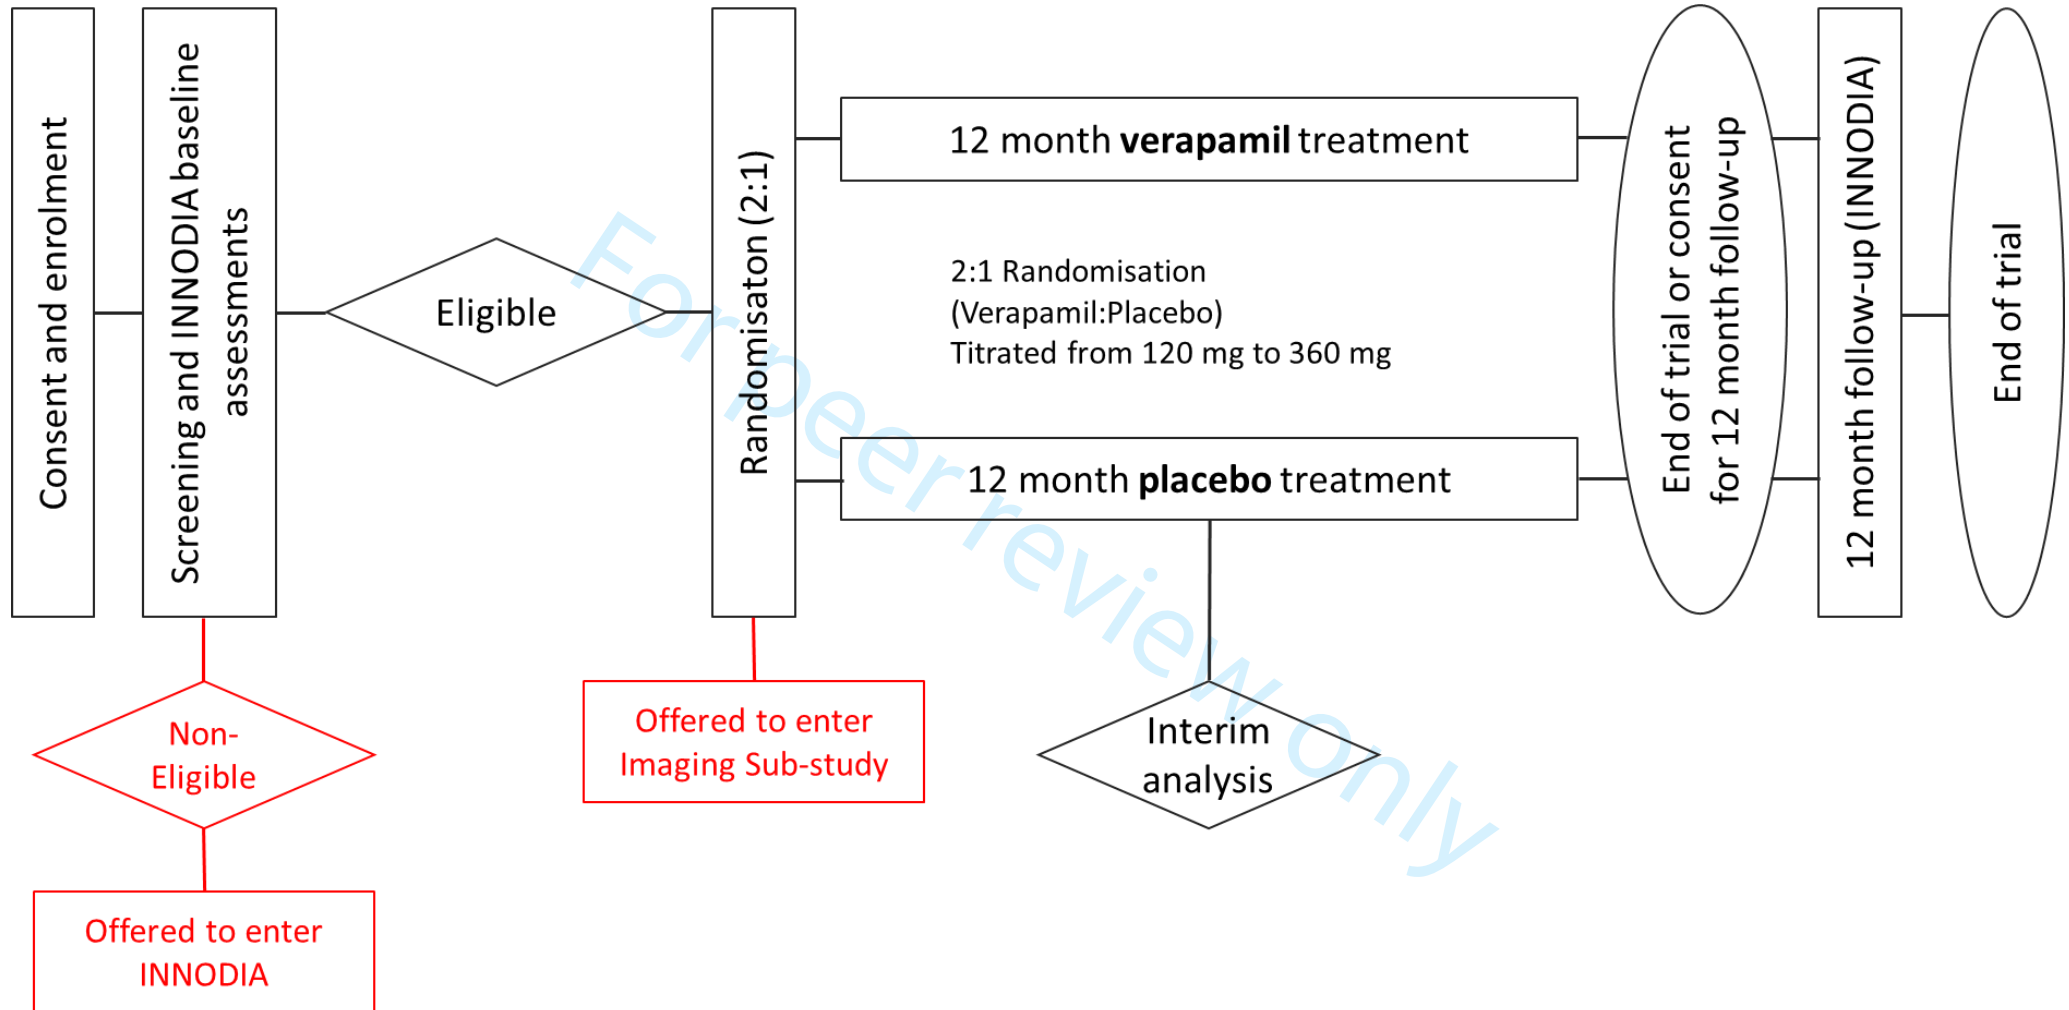 Consent and enrolment
Screening and INNODIA baseline
assessments
Eligible
Randomisaton (2:1)
12 month verapamil treatment
2:1 Randomisation
(Verapamil:Placebo)
Titrated from 120 mg to 360 mg
12 month placebo treatment
End of trial or consent
for 12 month follow-up
12 month follow-up (INNODIA)
End of trial
Non-
Eligible
Offered to enter
INNODIA
Offered to enter
Imaging Sub-study
Interim
analysis
For peer review only